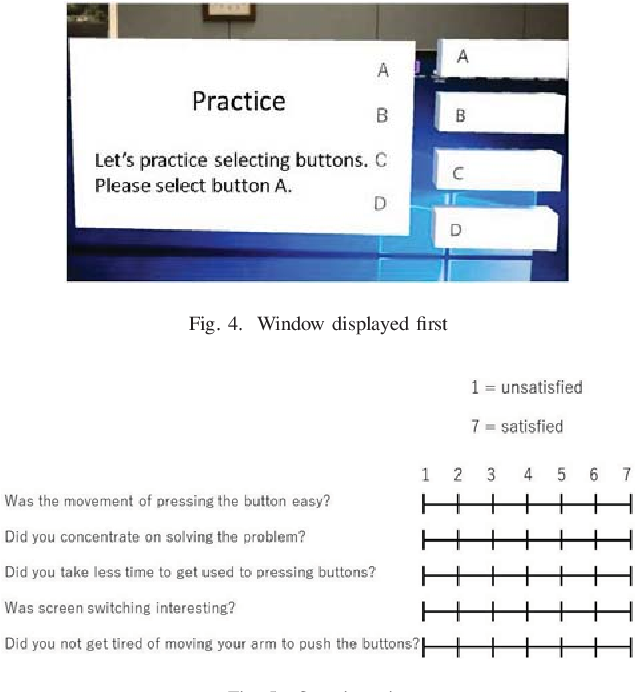 Practice
Let's practice selecting buttons.
Please select button A.
A
B
C
D
A
B
C
D
Fig. 4. Window displayed first
1 = unsatisfied
7 = satisfied
1 2 3 4 5 6 7
Was the movement of pressing the button easy?
Did you concentrate on solving the problem?
Did you take less time to get used to pressing buttons?
Was screen switching interesting?
Did you not get tired of moving your arm to push the buttons?